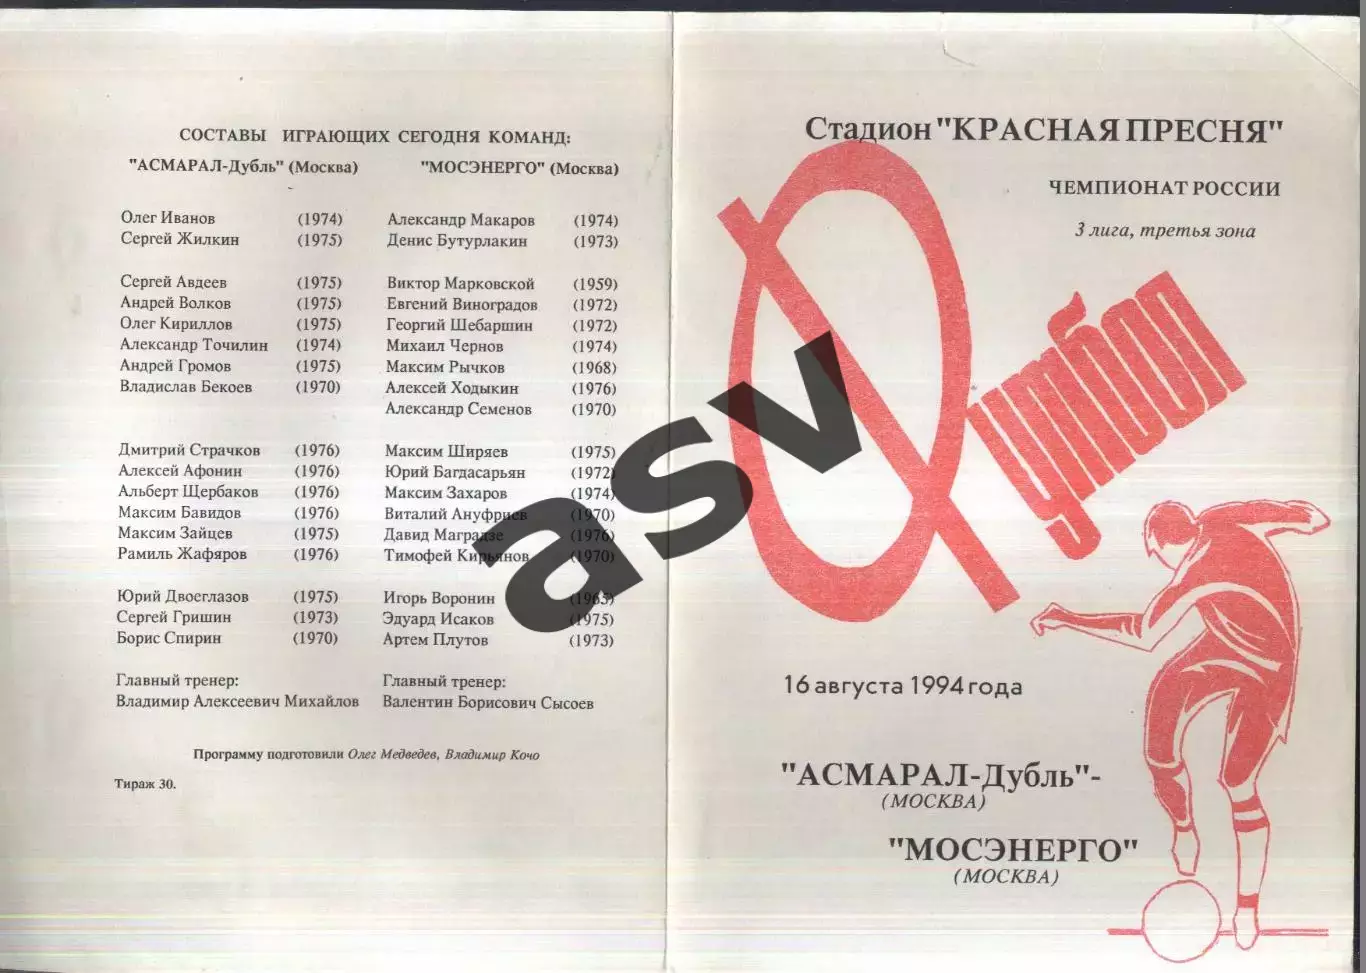 СОСТАВЫ ИГРАЮЩИХ СЕГОДНЯ КОМАНД:
"АСМАРАЛ-Дубль" (Москва) "МОСЭНЕРГО" (Москва)
Олег Иванов (1974) Александр Макаров (1974)
Сергей Жилкин (1975) Денис Бутурлакин (1973)
Сергей Авдеев (1975) Виктор Марковской (1959)
Андрей Волков (1975) Евгений Виноградов (1972)
Олег Кириллов (1975) Георгий Шебаршин (1972)
Александр Точилин (1974) Михаил Чернов (1974)
Андрей Громов (1975) Максим Рычков (1968)
Владислав Бекоев (1970) Алексей Ходыкин (1976)
Александр Семенов (1970)
Дмитрий Страчков (1976) Максим Ширяев (1975)
Алексей Афонин (1976) Юрий Багдасарьян (1972)
Альберт Щербаков (1976) Максим Захаров (1974)
Максим Бавидов (1976) Виталий Ануфриев (1970)
Максим Зайцев (1975) Давид Маградзе (1976)
Рамиль Жафяров (1976) Тимофей Кирьянов (1970)
Юрий Двоеглазов (1975) Игорь Воронин (1965)
Сергей Гришин (1973) Эдуард Исаков (1975)
Борис Спирин (1970) Артем Плутов (1973)
Главный тренер: Главный тренер:
Владимир Алексеевич Михайлов Валентин Борисович Сысоев
Программу подготовили Олег Медведев, Владимир Кочо
Тираж 30.
Стадион "КРАСНАЯ ПРЕСНЯ"
ЧЕМПИОНАТ РОССИИ
3 лига, третья зона
Футбол
16 августа 1994 года
"АСМАРАЛ-Дубль"-
(МОСКВА)
"МОСЭНЕРГО"
(МОСКВА)
asv